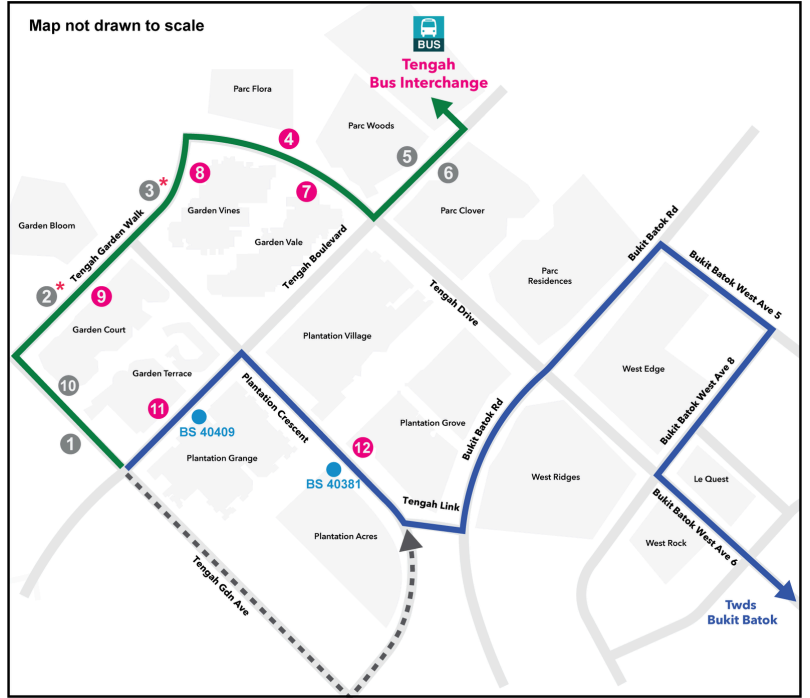 Map not drawn to scale
BUS
Tengah
Bus Interchange
Parc Flora
Parc Woods
4
5
6
3 *
8
7
Garden Vines
Parc Clover
Garden Bloom
Tengah Garden Walk
Garden Vale
Tengah Boulevard
Bukit Batok Rd
Bukit Batok West Ave 5
Parc
Residences
2 *
9
Tengah Drive
Garden Court
Plantation Village
West Edge
Bukit Batok West Ave 8
10
Garden Terrace
Plantation Crescent
11
BS 40409
Plantation Grove
Bukit Batok Rd
1
12
Plantation Grange
BS 40381
West Ridges
Le Quest
Tengah Link
Bukit Batok West Ave 6
Plantation Acres
West Rock
Tengah Gdn Ave
Twds
Bukit Batok